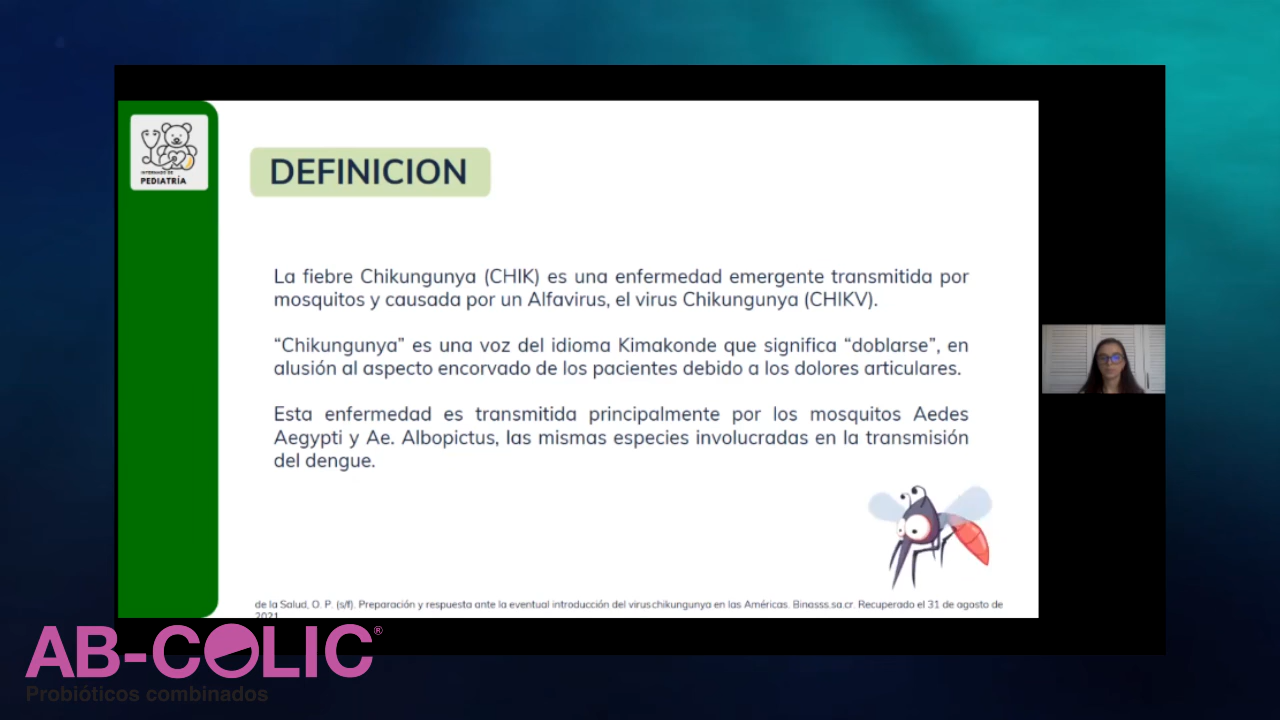 INTERNADO DE
PEDIATRÍA
DEFINICION
La fiebre Chikungunya (CHIK) es una enfermedad emergente transmitida por
mosquitos y causada por un Alfavirus, el virus Chikungunya (CHIKV).
“Chikungunya” es una voz del idioma Kimakonde que significa “doblarse”, en
alusión al aspecto encorvado de los pacientes debido a los dolores articulares.
Esta enfermedad es transmitida principalmente por los mosquitos Aedes
Aegypti y Ae. Albopictus, las mismas especies involucradas en la transmisión
del dengue.
de la Salud, O. P. (s/f). Preparación y respuesta ante la eventual introducción del virus chikungunya en las Américas. Binasss.sa.cr. Recuperado el 31 de agosto de
2021
AB-COLIC®
Probióticos combinados